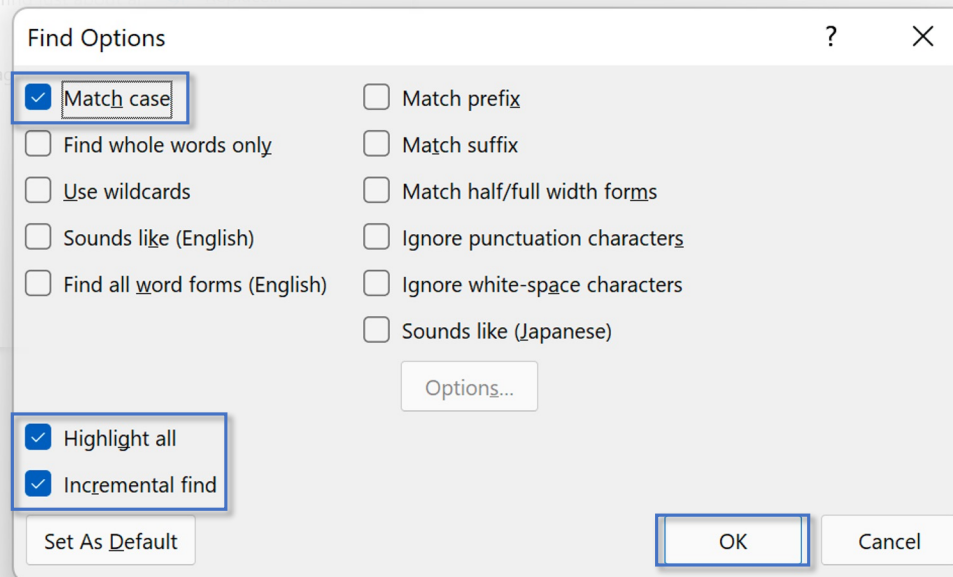 Find Options
?
Match case
Find whole words only
Use wildcards
Sounds like (English)
Find all word forms (English)
Match prefix
Match suffix
Match half/full width forms
Ignore punctuation characters
Ignore white-space characters
Sounds like (Japanese)
Options...
Highlight all
Incremental find
Set As Default
OK
Cancel